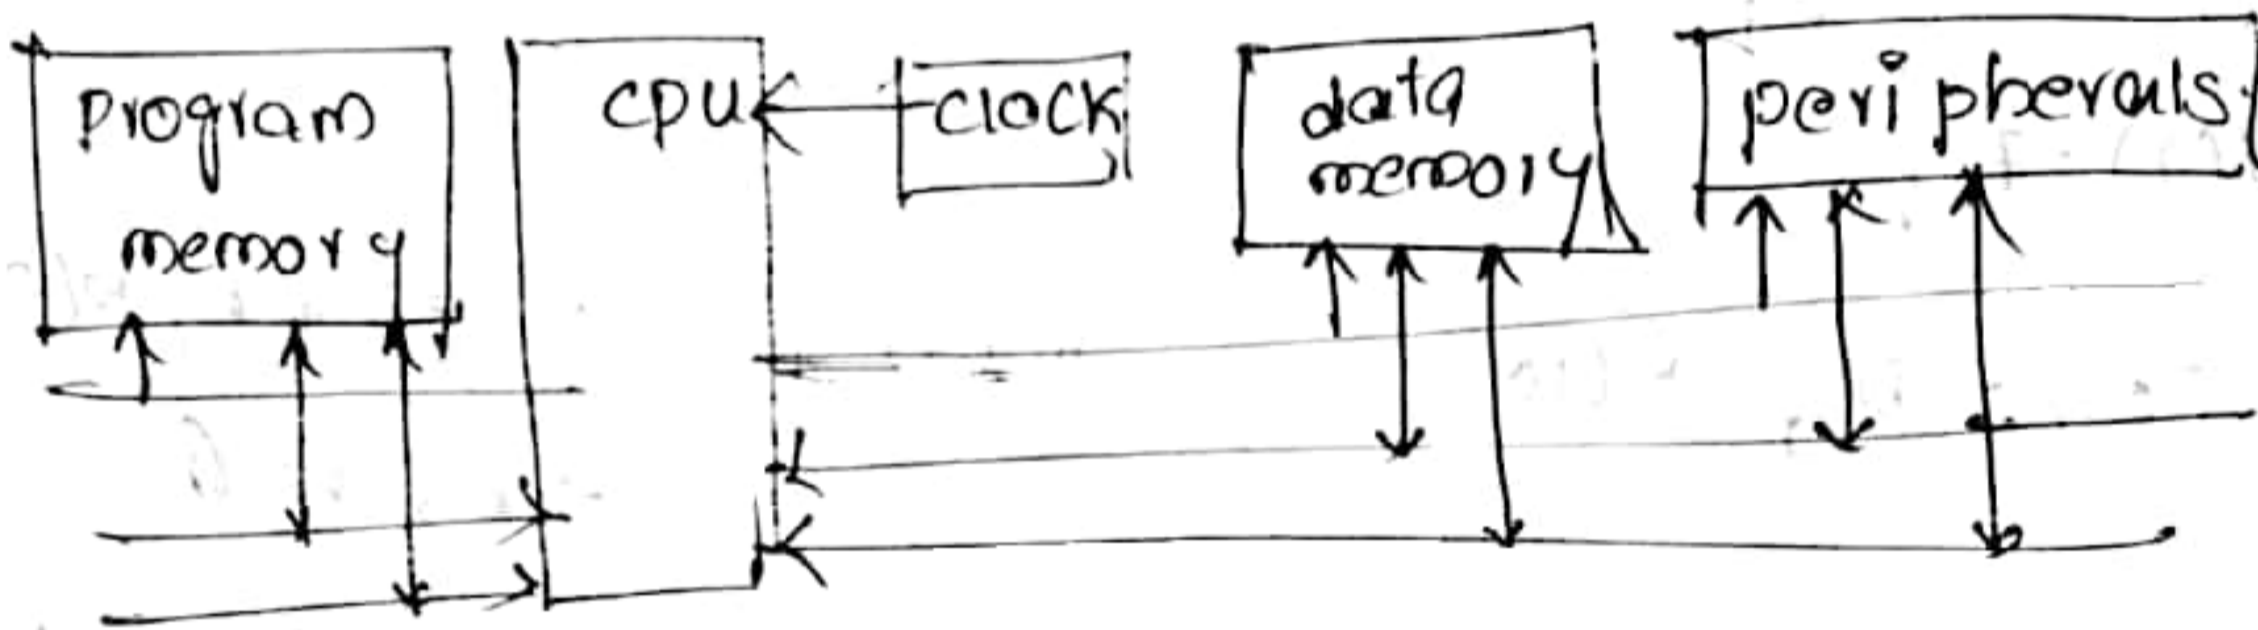 program
memory
cpu
clock
data
memory
peripherals